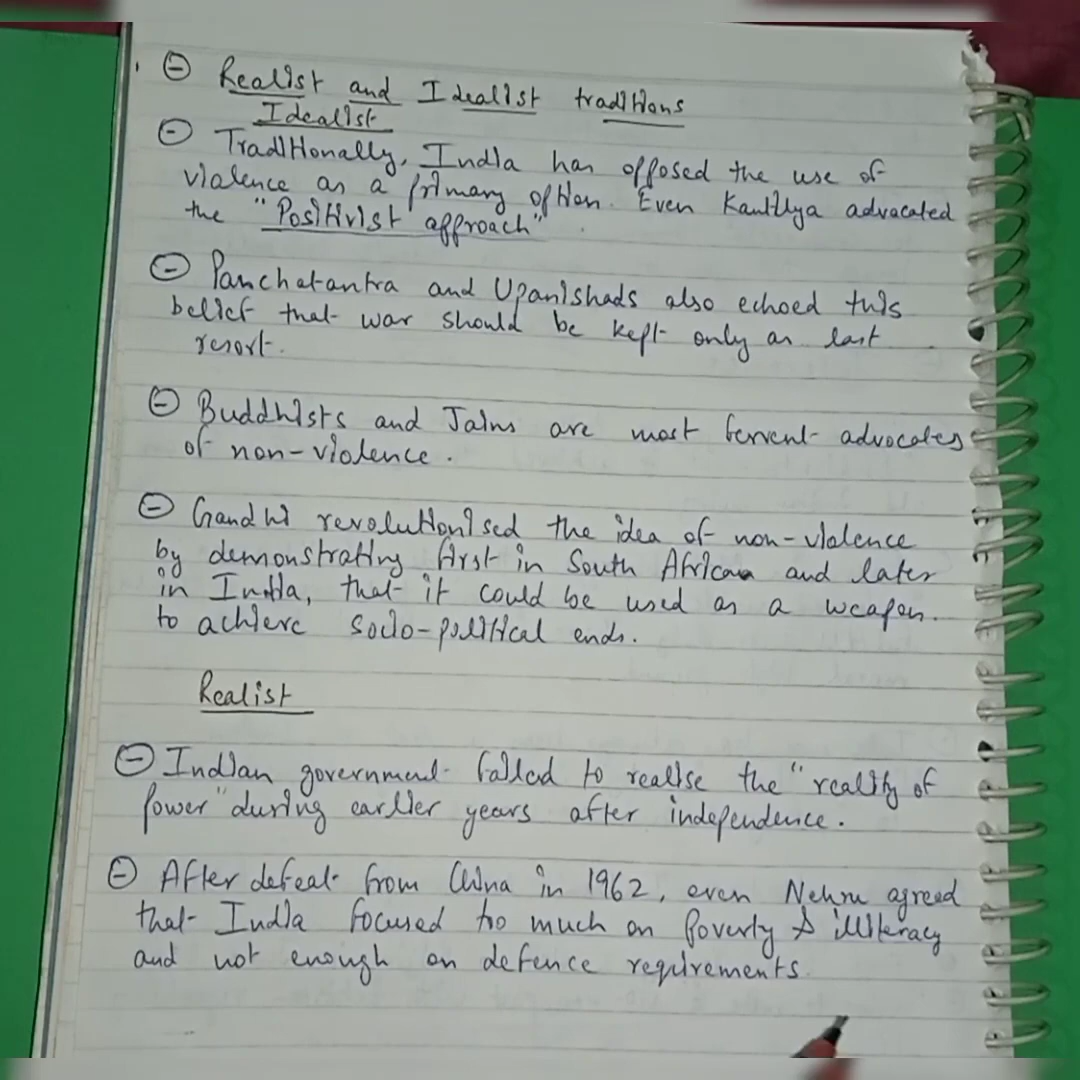 Realist and Idealist traditions
Idealist
Traditionally, India has opposed the use of
violence as a primary option. Even Kautilya advocated
the "Positivist approach".
Panchatantra and Upanishads also echoed this
belief that war should be kept only as last
resort.
Buddhists and Jains are most fervent advocates
of non-violence.
Gandhi revolutionised the idea of non-violence
by demonstrating first in South Africa and later
in India, that it could be used as a weapon
to achieve socio-political ends.
Realist
Indian government failed to realise the "reality of
power" during earlier years after independence.
After defeat from China in 1962, even Nehru agreed
that India focused too much on Poverty & illiteracy
and not enough on defence requirements.